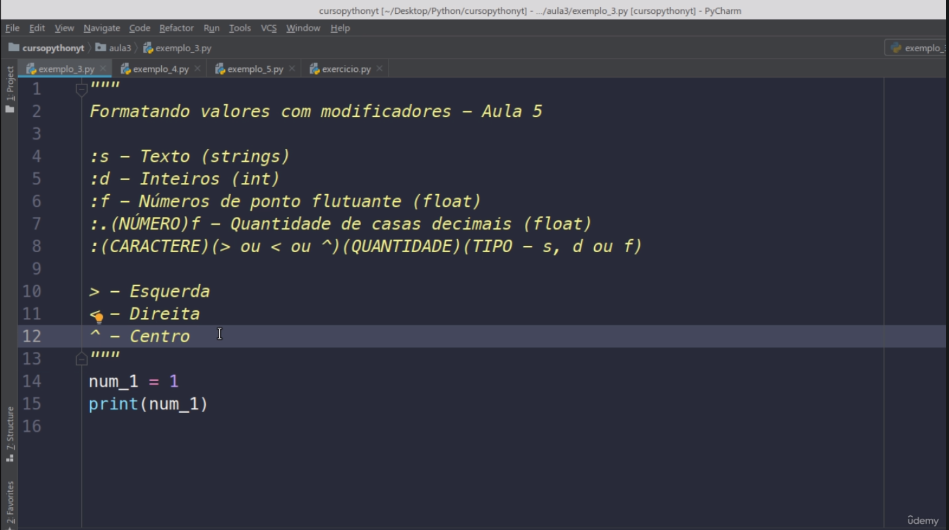 cursopythonyt [~/Desktop/Python/cursopythonyt] - .../aula3/exemplo_3.py [cursopythonyt] - PyCharm
File Edit View Navigate Code Refactor Run Tools VCS Window Help
cursopythonyt aula3 exemplo_3.py exemplo_
exemplo_3.py exemplo_4.py exemplo_5.py exercicio.py
1: Project
1 """
2 Formatando valores com modificadores - Aula 5
3
4 :s - Texto (strings)
5 :d - Inteiros (int)
6 :f - Números de ponto flutuante (float)
7 :.(NÚMERO)f - Quantidade de casas decimais (float)
8 :(CARACTERE)(> ou < ou ^)(QUANTIDADE)(TIPO - s, d ou f)
9
10 > - Esquerda
11 < - Direita
12 ^ - Centro
13 """
14 num_1 = 1
15 print(num_1)
16
7: Structure
2: Favorites
ûdemy